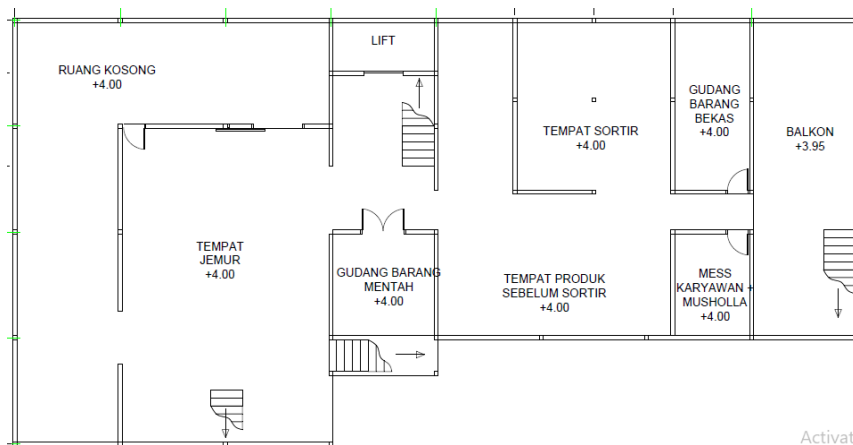 LIFT
RUANG KOSONG
+4.00
GUDANG
BARANG
BEKAS
+4.00
TEMPAT SORTIR
+4.00
BALKON
+3.95
TEMPAT
JEMUR
+4.00
GUDANG BARANG
MENTAH
+4.00
TEMPAT PRODUK
SEBELUM SORTIR
+4.00
MESS
KARYAWAN +
MUSHOLLA
+4.00
Activat